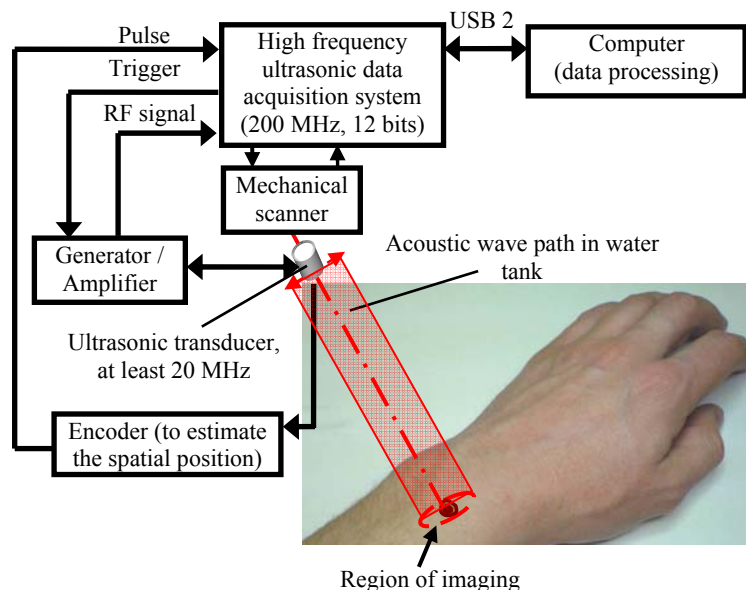 Pulse
Trigger
RF signal
High frequency
ultrasonic data
acquisition system
(200 MHz, 12 bits)
USB 2
Computer
(data processing)
Mechanical
scanner
Generator /
Amplifier
Acoustic wave path in water
tank
Ultrasonic transducer,
at least 20 MHz
Encoder (to estimate
the spatial position)
Region of imaging